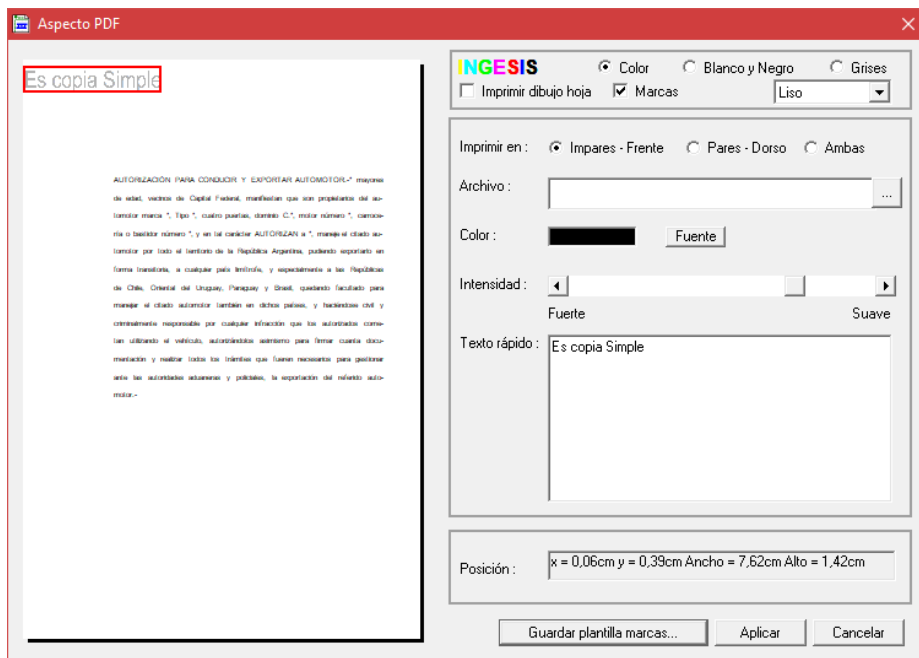 Aspecto PDF
Es copia Simple
AUTORIZACIÓN PARA CONDUCIR Y EXPORTAR AUTOMOTOR.-* mayores
de edad, vecinos de Capital Federal, manifiestan que son propietarios del au-
tomotor marca *, Tipo *, cuatro puertas, dominio C.*, motor número *, carroce-
ría o bastidor número *, y en tal carácter AUTORIZAN a *, maneje el citado au-
tomotor por todo el territorio de la República Argentina, pudiendo exportarlo en
forma transitoria, a cualquier país limítrofe, y especialmente a las Repúblicas
de Chile, Oriental del Uruguay, Paraguay y Brasil, quedando facultado para
manejar el citado automotor también en dichos países, y haciéndose civil y
criminalmente responsable por cualquier infracción que los autorizados come-
tan utilizando el vehículo, autorizándolos asimismo para firmar cuanta docu-
mentación y realizar todos los trámites que fueren necesarios para gestionar
ante las autoridades aduaneras y policiales, la exportación del referido auto-
motor.-
INGESIS Color Blanco y Negro Grises
Imprimir dibujo hoja Marcas Liso
Imprimir en : Impares - Frente Pares - Dorso Ambas
Archivo : ...
Color : Fuente
Intensidad :
Fuerte Suave
Texto rápido : Es copia Simple
Posición : x = 0,06cm y = 0,39cm Ancho = 7,62cm Alto = 1,42cm
Guardar plantilla marcas... Aplicar Cancelar